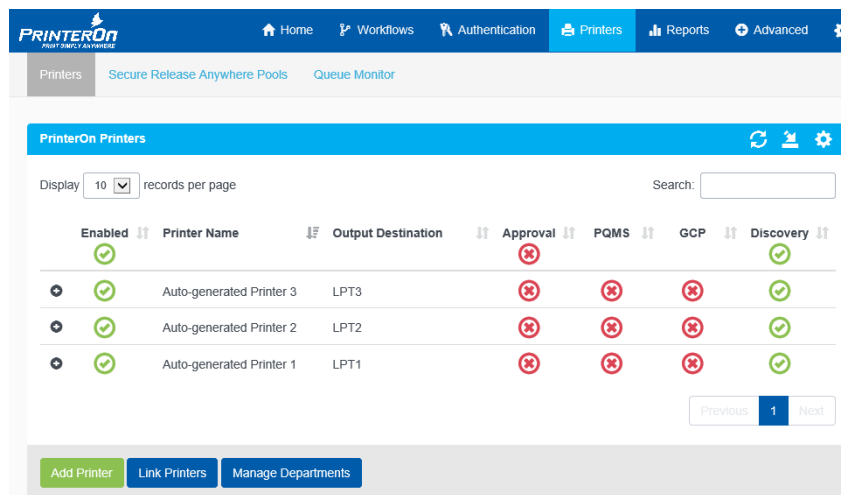 PRINTERON
PRINT SIMPLY ANYWHERE
Home Workflows Authentication Printers Reports Advanced
Printers Secure Release Anywhere Pools Queue Monitor
PrinterOn Printers
Display 10 records per page Search:
Enabled Printer Name Output Destination Approval PQMS GCP Discovery
Auto-generated Printer 3 LPT3
Auto-generated Printer 2 LPT2
Auto-generated Printer 1 LPT1
Previous 1 Next
Add Printer Link Printers Manage Departments